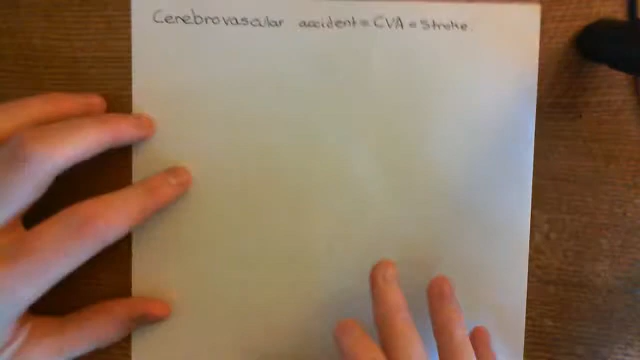 Cerebrovascular accident = CVA = Stroke.